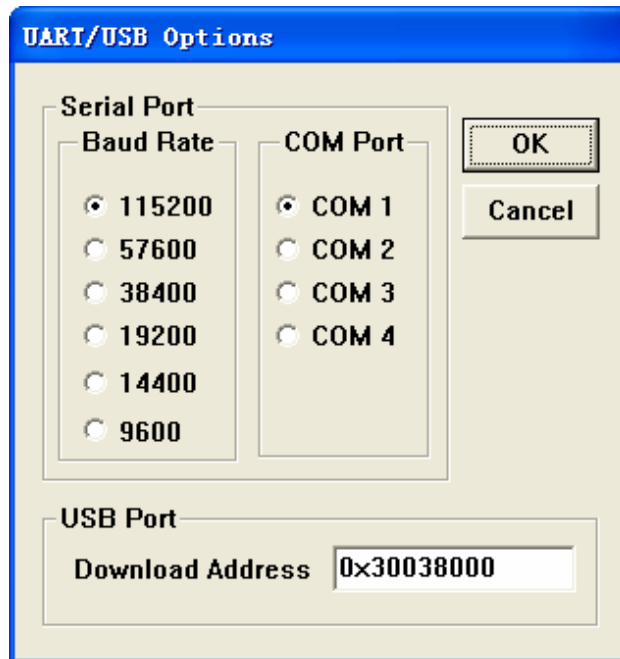 UART/USB Options
Serial Port
Baud Rate
115200
57600
38400
19200
14400
9600
COM Port
COM 1
COM 2
COM 3
COM 4
OK
Cancel
USB Port
Download Address 0x30038000